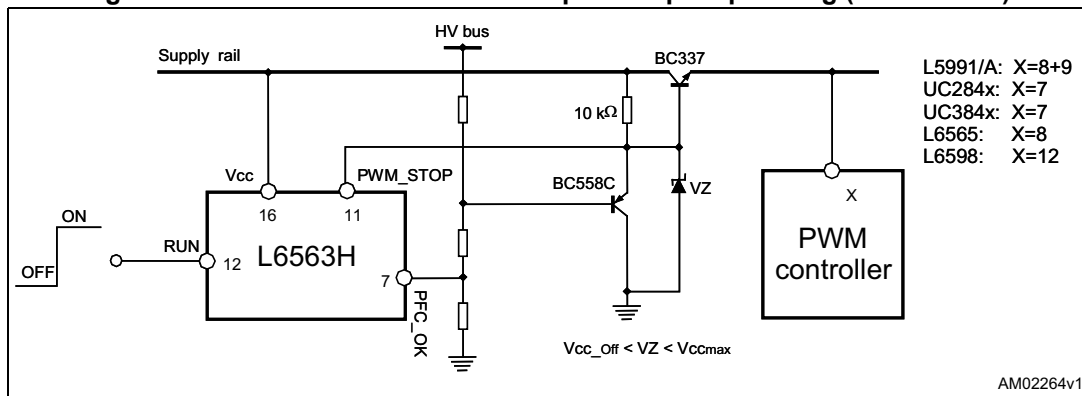 HV bus
Supply rail
BC337
L5991/A: X=8+9
UC284x: X=7
UC384x: X=7
L6565: X=8
L6598: X=12
10 kΩ
Vcc
PWM_STOP
BC558C
VZ
16
11
X
ON
OFF
RUN
12
L6563H
7
PFC_OK
PWM
controller
Vcc_Off < VZ < Vccmax
AM02264v1